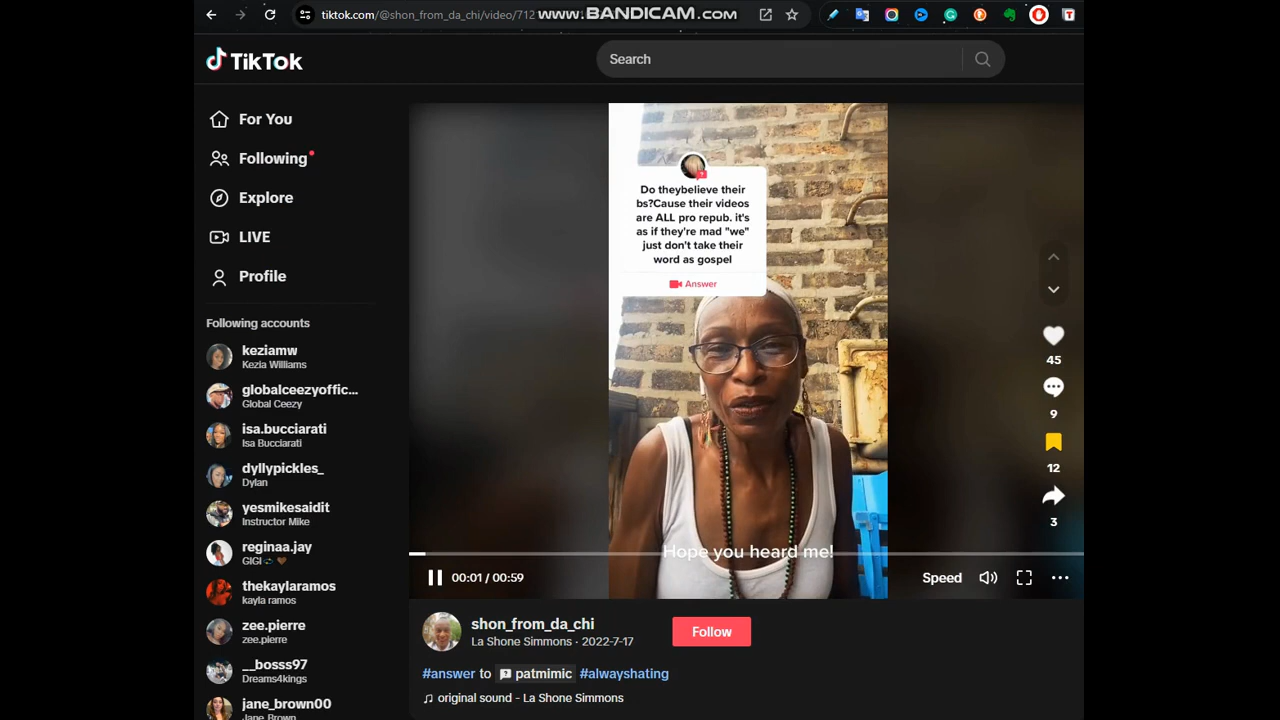 tiktok.com/@shon_from_da_chi/video/712
www.BANDICAM.com
TikTok
Search
For You
Following
Explore
LIVE
Profile
Following accounts
keziamw
Kezia Williams
globalceezyoffic...
Global Ceezy
isa.bucciarati
Isa Bucciarati
dyllypickles_
Dylan
yesmikesaidit
Instructor Mike
reginaa.jay
GIGI
thekaylaramos
kayla ramos
zee.pierre
zee.pierre
__bosss97
Dreams4kings
jane_brown00
Jane Brown
Do theybelieve their
bs?Cause their videos
are ALL pro repub. it's
as if they're mad "we"
just don't take their
word as gospel
Answer
Hope you heard me!
45
9
12
3
00:01 / 00:59
Speed
shon_from_da_chi
La Shone Simmons · 2022-7-17
Follow
#answer to patmimic #alwayshating
original sound - La Shone Simmons